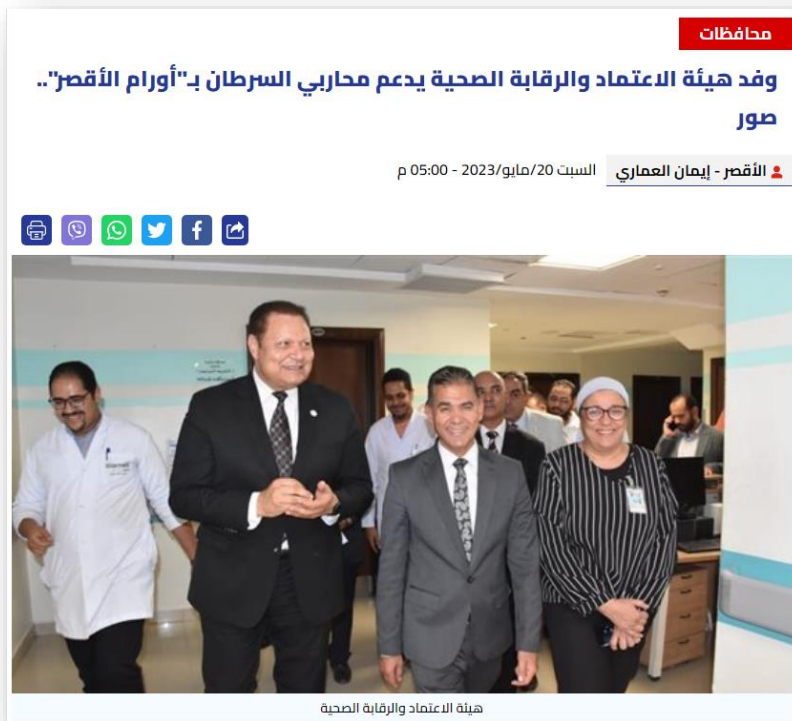 محافظات
وفد هيئة الاعتماد والرقابة الصحية يدعم محاربي السرطان بـ"أورام الأقصر"..
صور
الأقصر - إيمان العماري السبت 20/مايو/2023 - 05:00 م
هيئة الاعتماد والرقابة الصحية